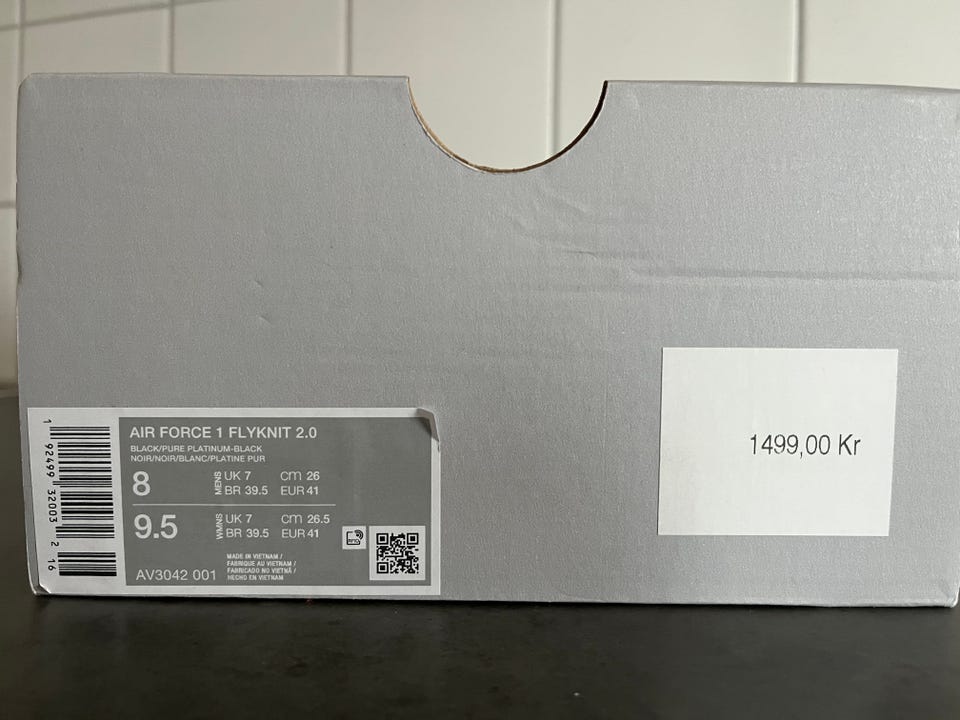 1 92499 32003 2 16
AIR FORCE 1 FLYKNIT 2.0
BLACK/PURE PLATINUM-BLACK
NOIR/NOIR/BLANC/PLATINE PUR
8 MENS UK 7 cm 26
BR 39.5 EUR 41
9.5 WMNS UK 7 cm 26.5
BR 39.5 EUR 41
MADE IN VIETNAM /
FABRIQUE AU VIETNAM /
FABRICADO NO VIETNÃ /
HECHO EN VIETNAM
AV3042 001
1499,00 Kr